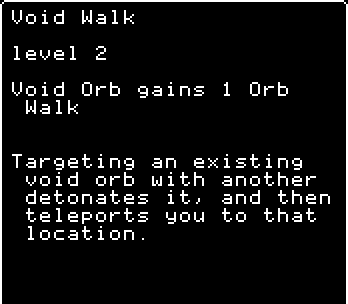 Void Walk
level 2
Void Orb gains 1 Orb
Walk
Targeting an existing
void orb with another
detonates it, and then
teleports you to that
location.